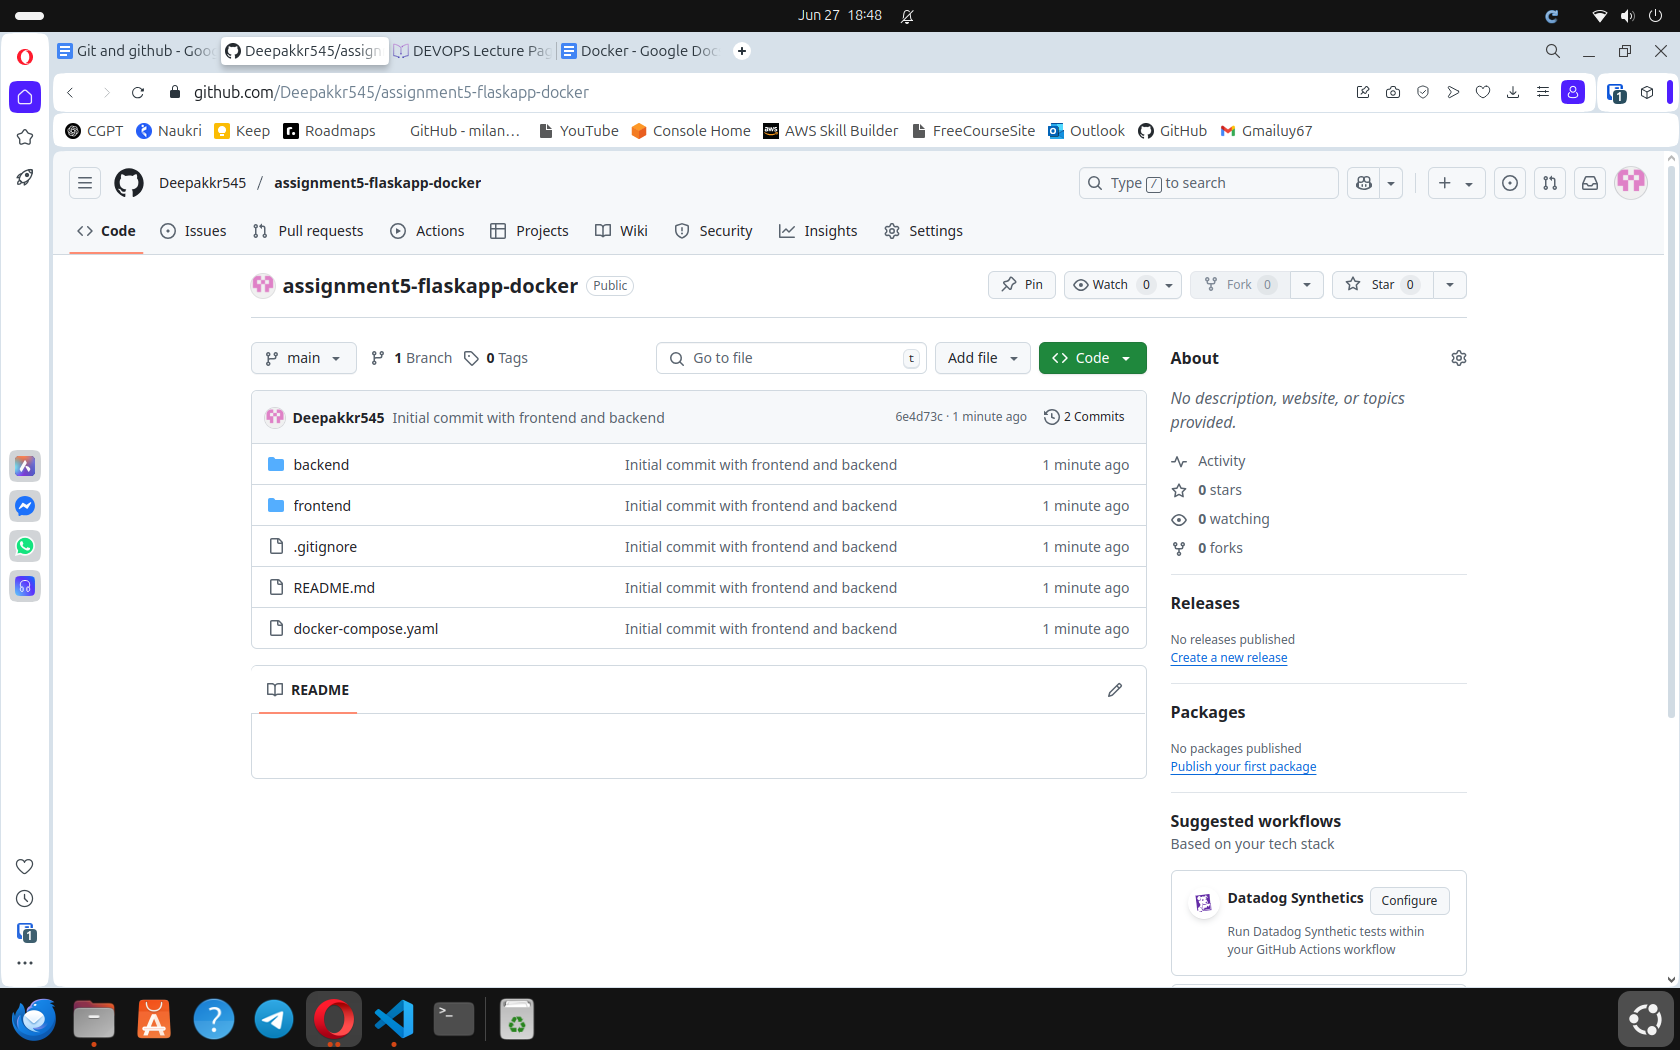 Jun 27 18:48
Git and github - Goo
Deepakkr545/assign
DEVOPS Lecture Pag
Docker - Google Doc
github.com/Deepakkr545/assignment5-flaskapp-docker
1
CGPT
Naukri
Keep
Roadmaps
GitHub - milan...
YouTube
Console Home
aws
AWS Skill Builder
FreeCourseSite
Outlook
GitHub
Gmailuy67
Deepakkr545 / assignment5-flaskapp-docker
Type / to search
Code
Issues
Pull requests
Actions
Projects
Wiki
Security
Insights
Settings
assignment5-flaskapp-docker Public
Pin
Watch 0
Fork 0
Star 0
main
1 Branch
0 Tags
Go to file t
Add file
Code
Deepakkr545 Initial commit with frontend and backend 6e4d73c · 1 minute ago 2 Commits
backend Initial commit with frontend and backend 1 minute ago
frontend Initial commit with frontend and backend 1 minute ago
.gitignore Initial commit with frontend and backend 1 minute ago
README.md Initial commit with frontend and backend 1 minute ago
docker-compose.yaml Initial commit with frontend and backend 1 minute ago
README
About
No description, website, or topics
provided.
Activity
0 stars
0 watching
0 forks
Releases
No releases published
Create a new release
Packages
No packages published
Publish your first package
Suggested workflows
Based on your tech stack
Datadog Synthetics
Configure
Run Datadog Synthetic tests within
your GitHub Actions workflow
1